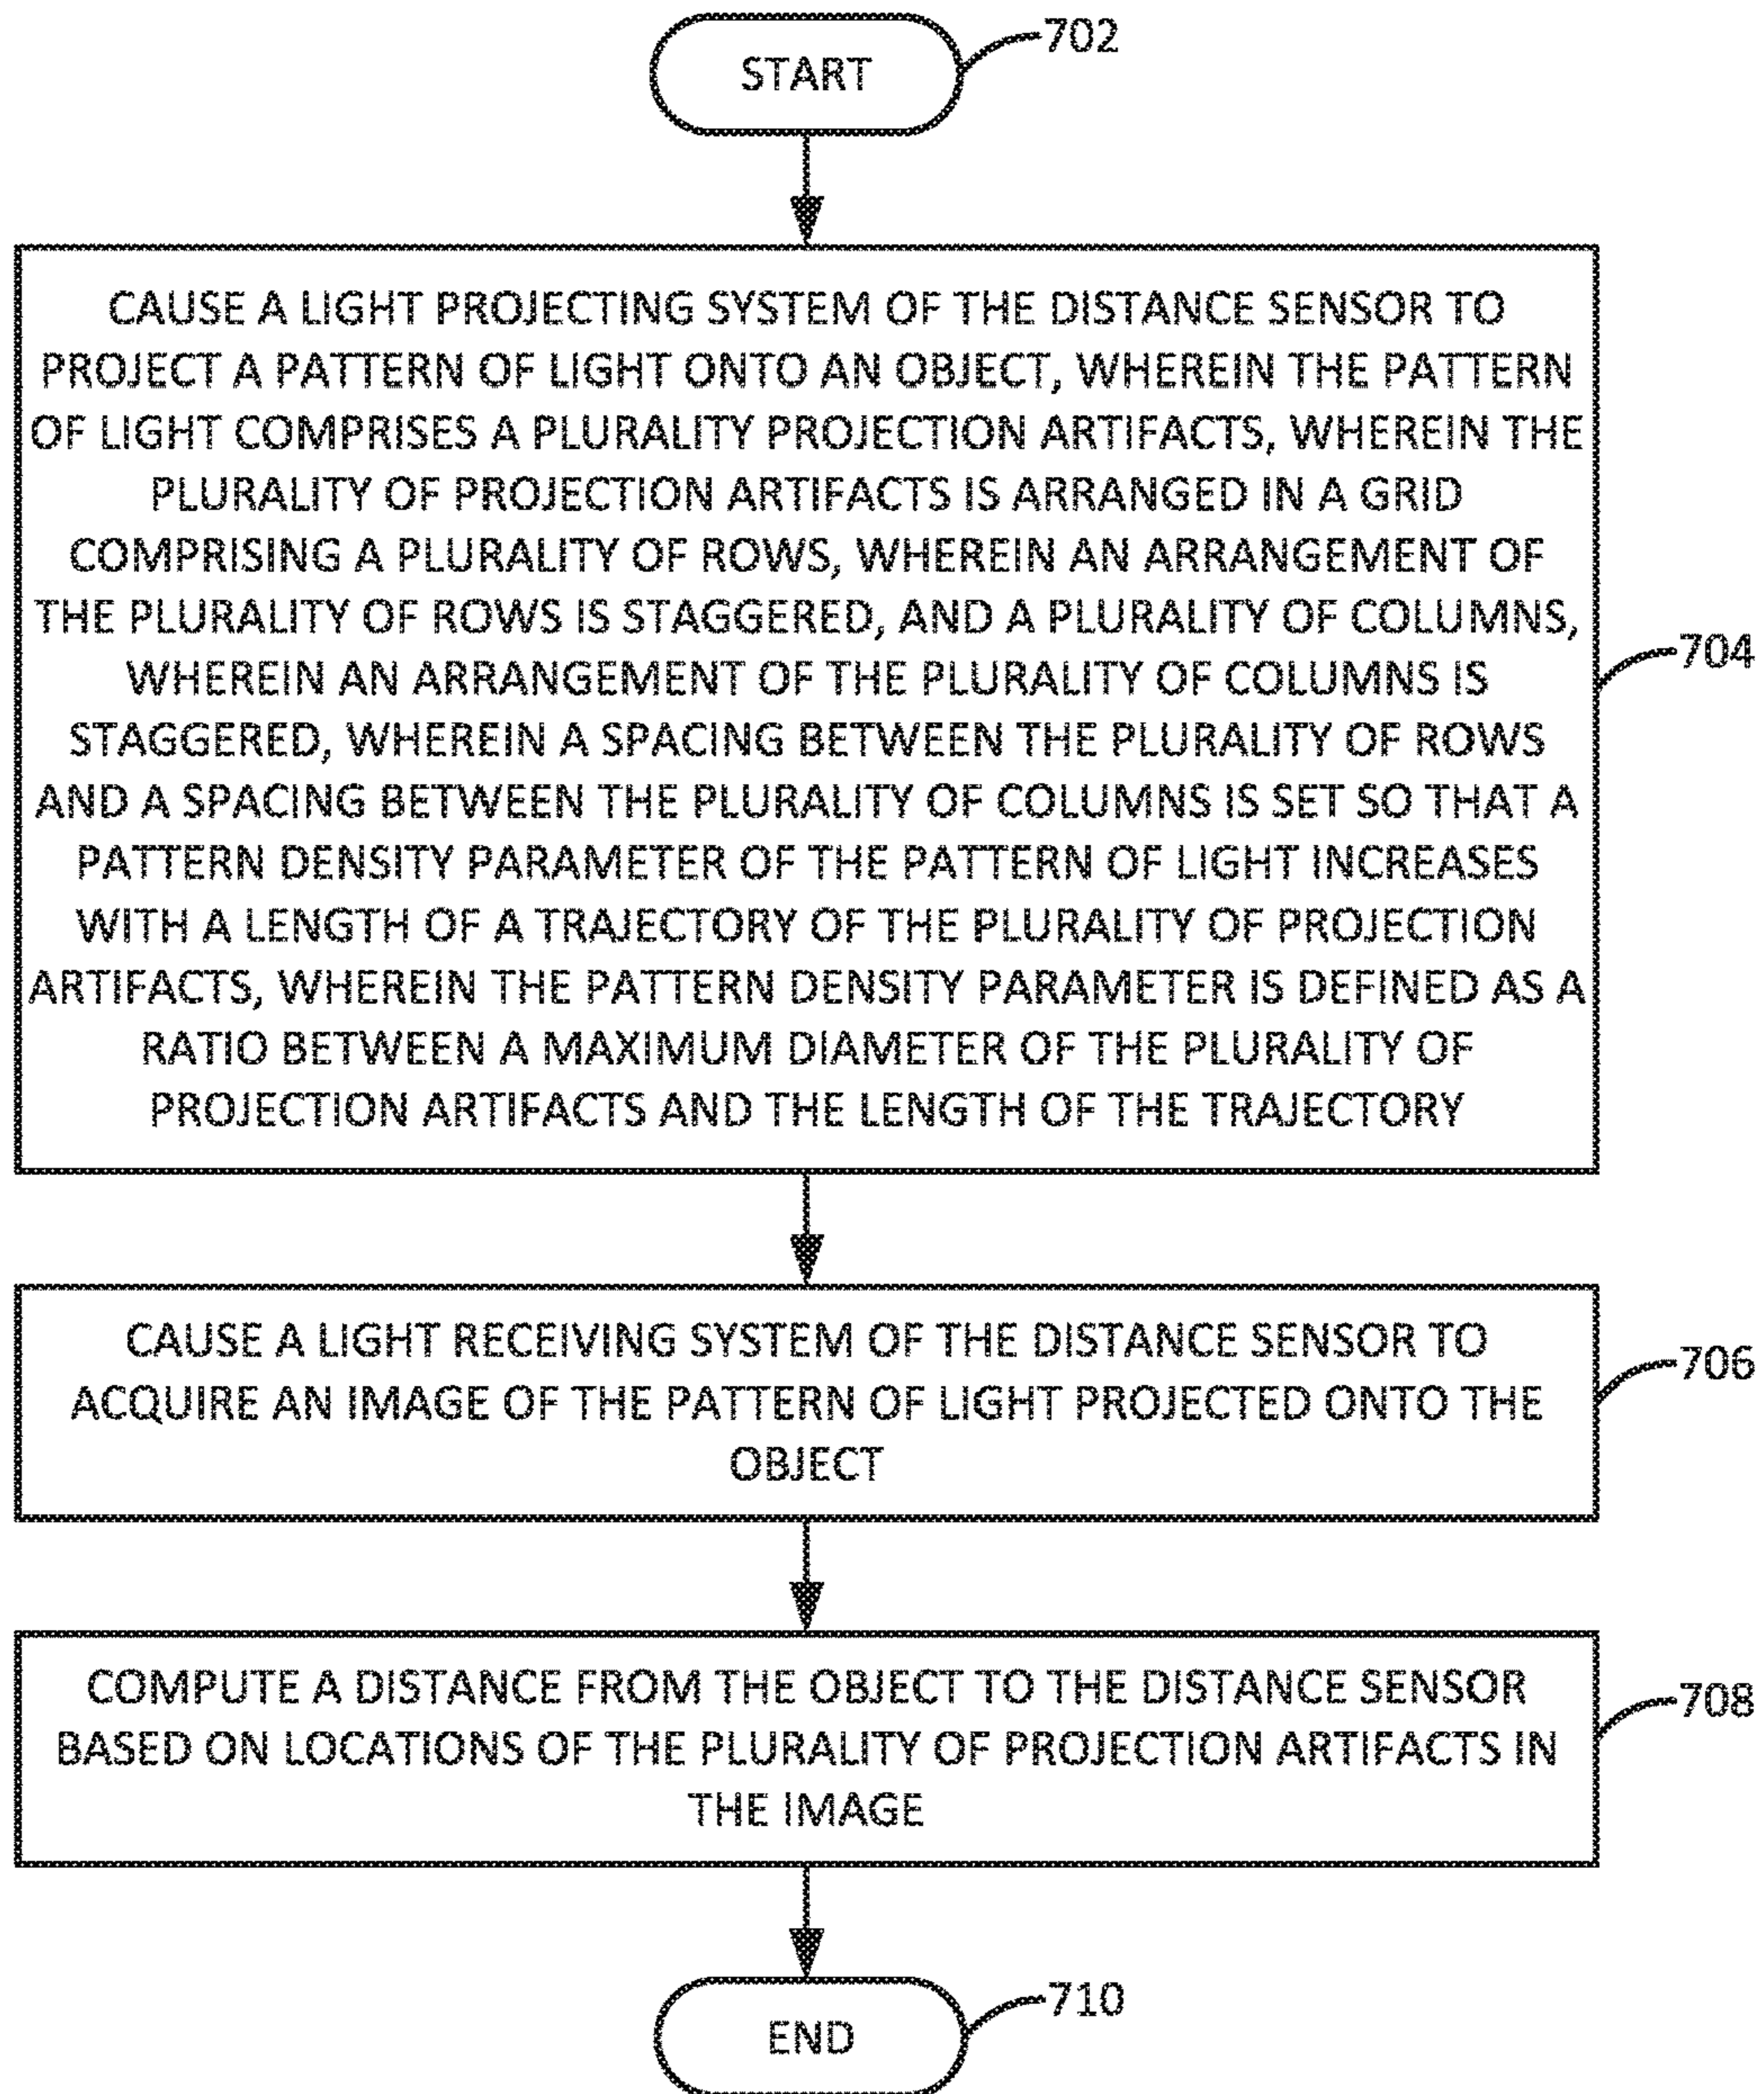 START
702
CAUSE A LIGHT PROJECTING SYSTEM OF THE DISTANCE SENSOR TO
PROJECT A PATTERN OF LIGHT ONTO AN OBJECT, WHEREIN THE PATTERN
OF LIGHT COMPRISES A PLURALITY PROJECTION ARTIFACTS, WHEREIN THE
PLURALITY OF PROJECTION ARTIFACTS IS ARRANGED IN A GRID
COMPRISING A PLURALITY OF ROWS, WHEREIN AN ARRANGEMENT OF
THE PLURALITY OF ROWS IS STAGGERED, AND A PLURALITY OF COLUMNS,
WHEREIN AN ARRANGEMENT OF THE PLURALITY OF COLUMNS IS
STAGGERED, WHEREIN A SPACING BETWEEN THE PLURALITY OF ROWS
AND A SPACING BETWEEN THE PLURALITY OF COLUMNS IS SET SO THAT A
PATTERN DENSITY PARAMETER OF THE PATTERN OF LIGHT INCREASES
WITH A LENGTH OF A TRAJECTORY OF THE PLURALITY OF PROJECTION
ARTIFACTS, WHEREIN THE PATTERN DENSITY PARAMETER IS DEFINED AS A
RATIO BETWEEN A MAXIMUM DIAMETER OF THE PLURALITY OF
PROJECTION ARTIFACTS AND THE LENGTH OF THE TRAJECTORY
704
CAUSE A LIGHT RECEIVING SYSTEM OF THE DISTANCE SENSOR TO
ACQUIRE AN IMAGE OF THE PATTERN OF LIGHT PROJECTED ONTO THE
OBJECT
706
COMPUTE A DISTANCE FROM THE OBJECT TO THE DISTANCE SENSOR
BASED ON LOCATIONS OF THE PLURALITY OF PROJECTION ARTIFACTS IN
THE IMAGE
708
END
710